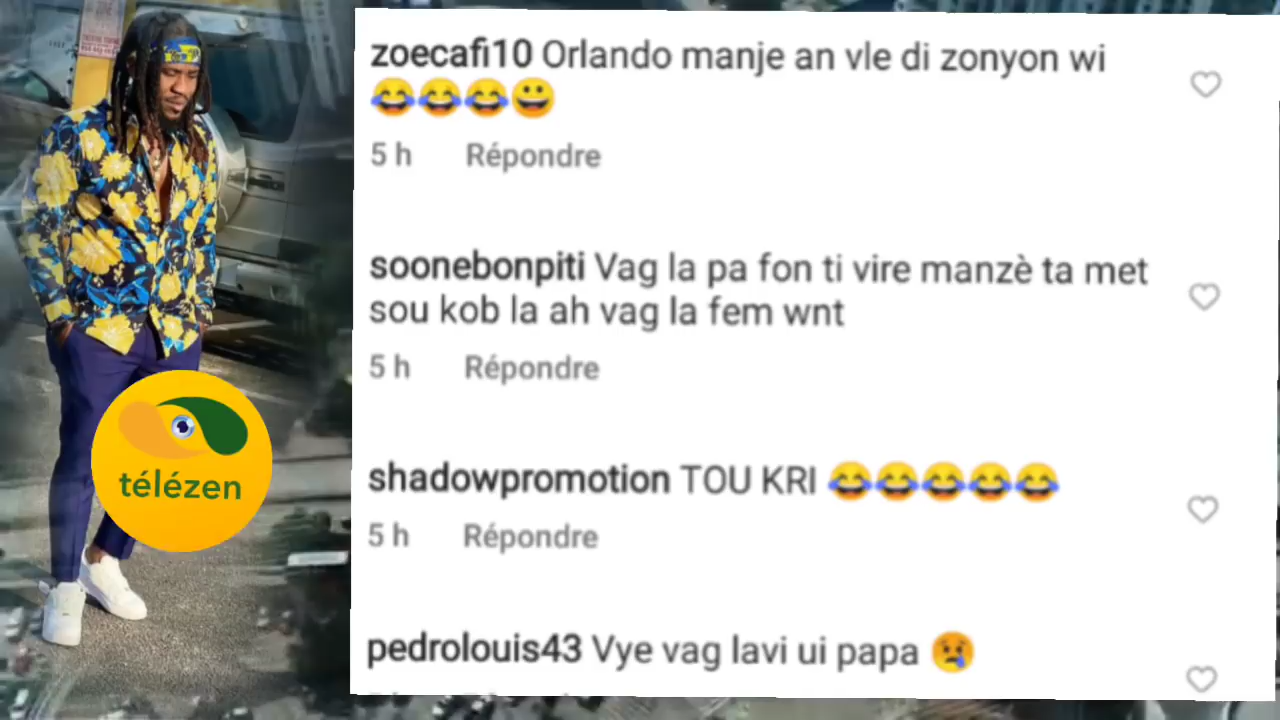 zoecafi10 Orlando manje an vle di zonyon wi
😂😂😂😀
5 h Répondre
soonebonpiti Vag la pa fon ti vire manzè ta met
sou kob la ah vag la fem wnt
5 h Répondre
shadowpromotion TOU KRI 😂😂😂😂😂
5 h Répondre
pedrolouis43 Vye vag lavi ui papa 😢
télézen